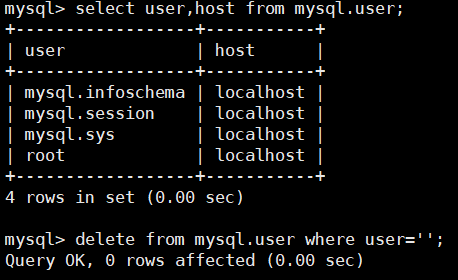 mysql> select user,host from mysql.user;
+------------------+-----------+
| user             | host      |
+------------------+-----------+
| mysql.infoschema | localhost |
| mysql.session    | localhost |
| mysql.sys        | localhost |
| root             | localhost |
+------------------+-----------+
4 rows in set (0.00 sec)
mysql> delete from mysql.user where user='';
Query OK, 0 rows affected (0.00 sec)